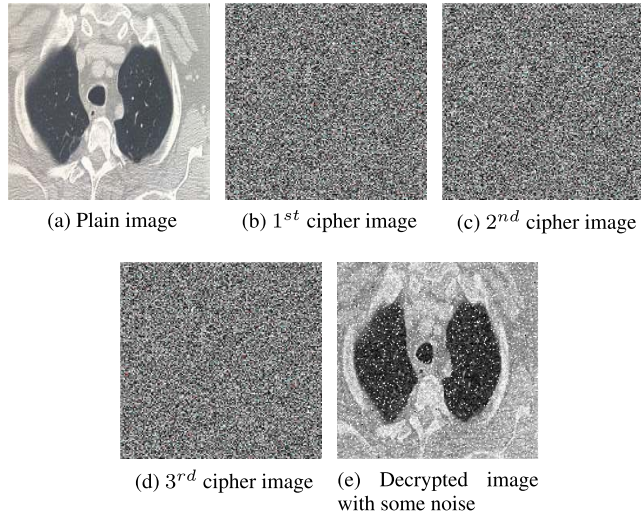 (a) Plain image
(b) 1st cipher image
(c) 2nd cipher image
(d) 3rd cipher image
(e) Decrypted image
with some noise